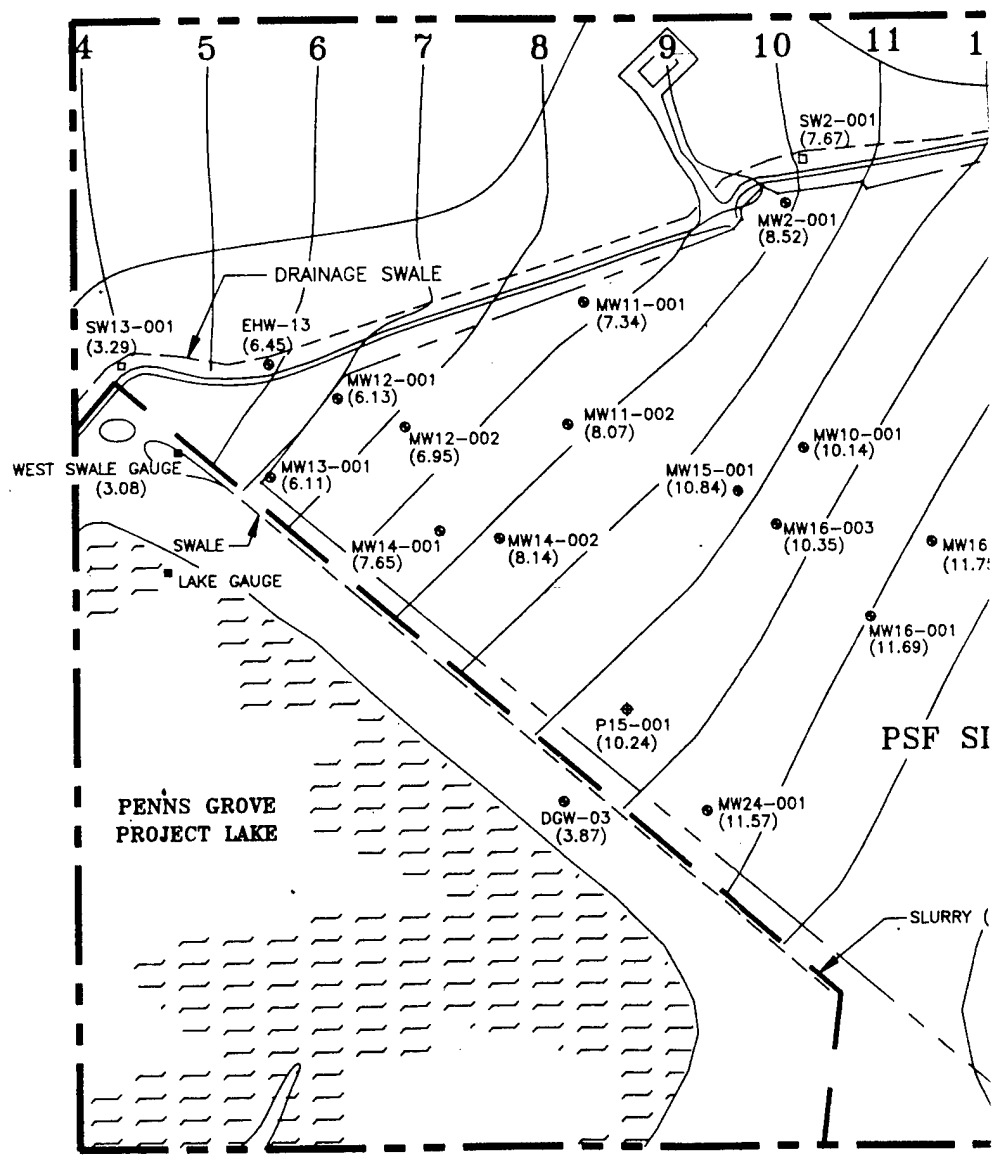 4 5 6 7 8 9 10 11 1
SW2-001
(7.67)
MW2-001
(8.52)
DRAINAGE SWALE
MW11-001
(7.34)
SW13-001
(3.29)
EHW-13
(6.45)
MW12-001
(6.13)
MW11-002
(8.07)
MW12-002
(6.95)
MW10-001
(10.14)
WEST SWALE GAUGE
(3.08)
MW13-001
(6.11)
MW15-001
(10.84)
MW16-003
(10.35)
SWALE
MW14-001
(7.65)
MW14-002
(8.14)
MW16
(11.75
LAKE GAUGE
MW16-001
(11.69)
P15-001
(10.24)
PSF SI
PENNS GROVE
PROJECT LAKE
DGW-03
(3.87)
MW24-001
(11.57)
SLURRY (